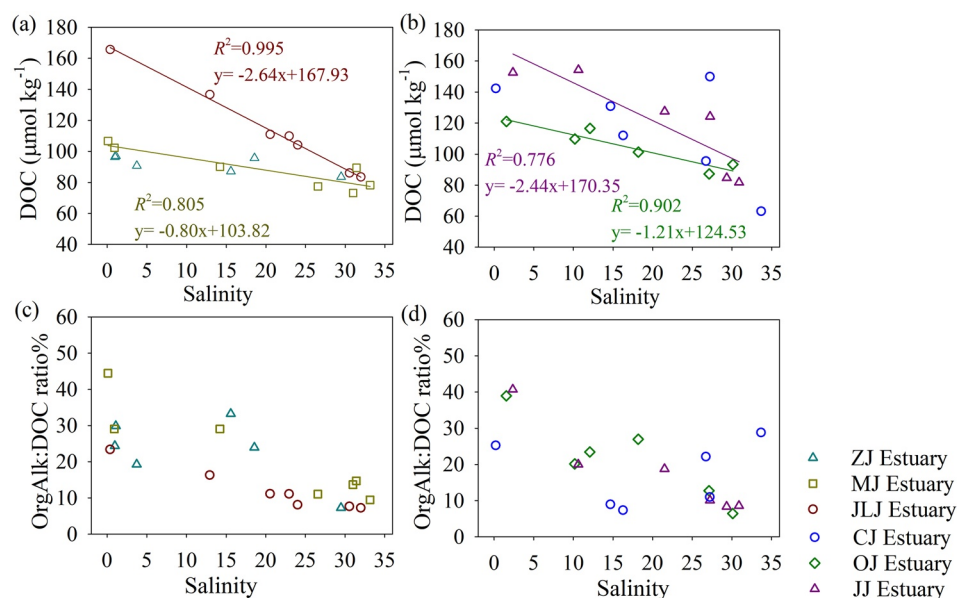 (a)
180
160
140
120
100
80
60
40
DOC (μmol kg⁻¹)
R²=0.995
y= -2.64x+167.93
R²=0.805
y= -0.80x+103.82
0 5 10 15 20 25 30 35
Salinity
(b)
180
160
140
120
100
80
60
40
DOC (μmol kg⁻¹)
R²=0.776
y= -2.44x+170.35
R²=0.902
y= -1.21x+124.53
0 5 10 15 20 25 30 35
Salinity
(c)
60
50
40
30
20
10
0
OrgAlk:DOC ratio%
0 5 10 15 20 25 30 35
Salinity
(d)
60
50
40
30
20
10
0
OrgAlk:DOC ratio%
0 5 10 15 20 25 30 35
Salinity
ZJ Estuary
MJ Estuary
JLJ Estuary
CJ Estuary
OJ Estuary
JJ Estuary